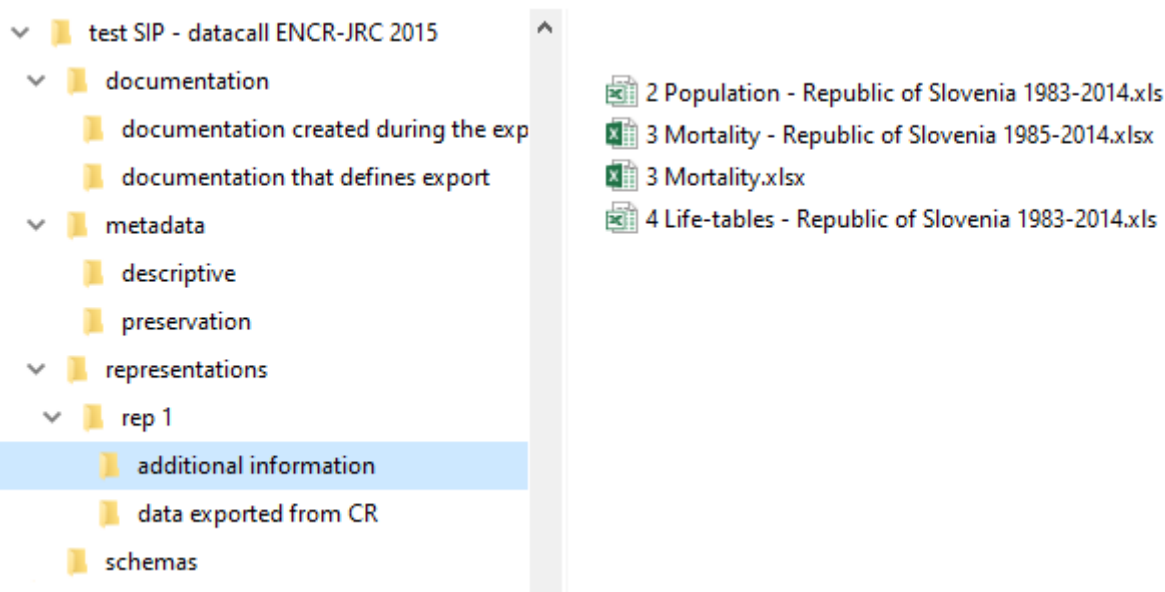 test SIP - datacall ENCR-JRC 2015
documentation
documentation created during the exp
documentation that defines export
metadata
descriptive
preservation
representations
rep 1
additional information
data exported from CR
schemas
2 Population - Republic of Slovenia 1983-2014.xls
3 Mortality - Republic of Slovenia 1985-2014.xlsx
3 Mortality.xlsx
4 Life-tables - Republic of Slovenia 1983-2014.xls